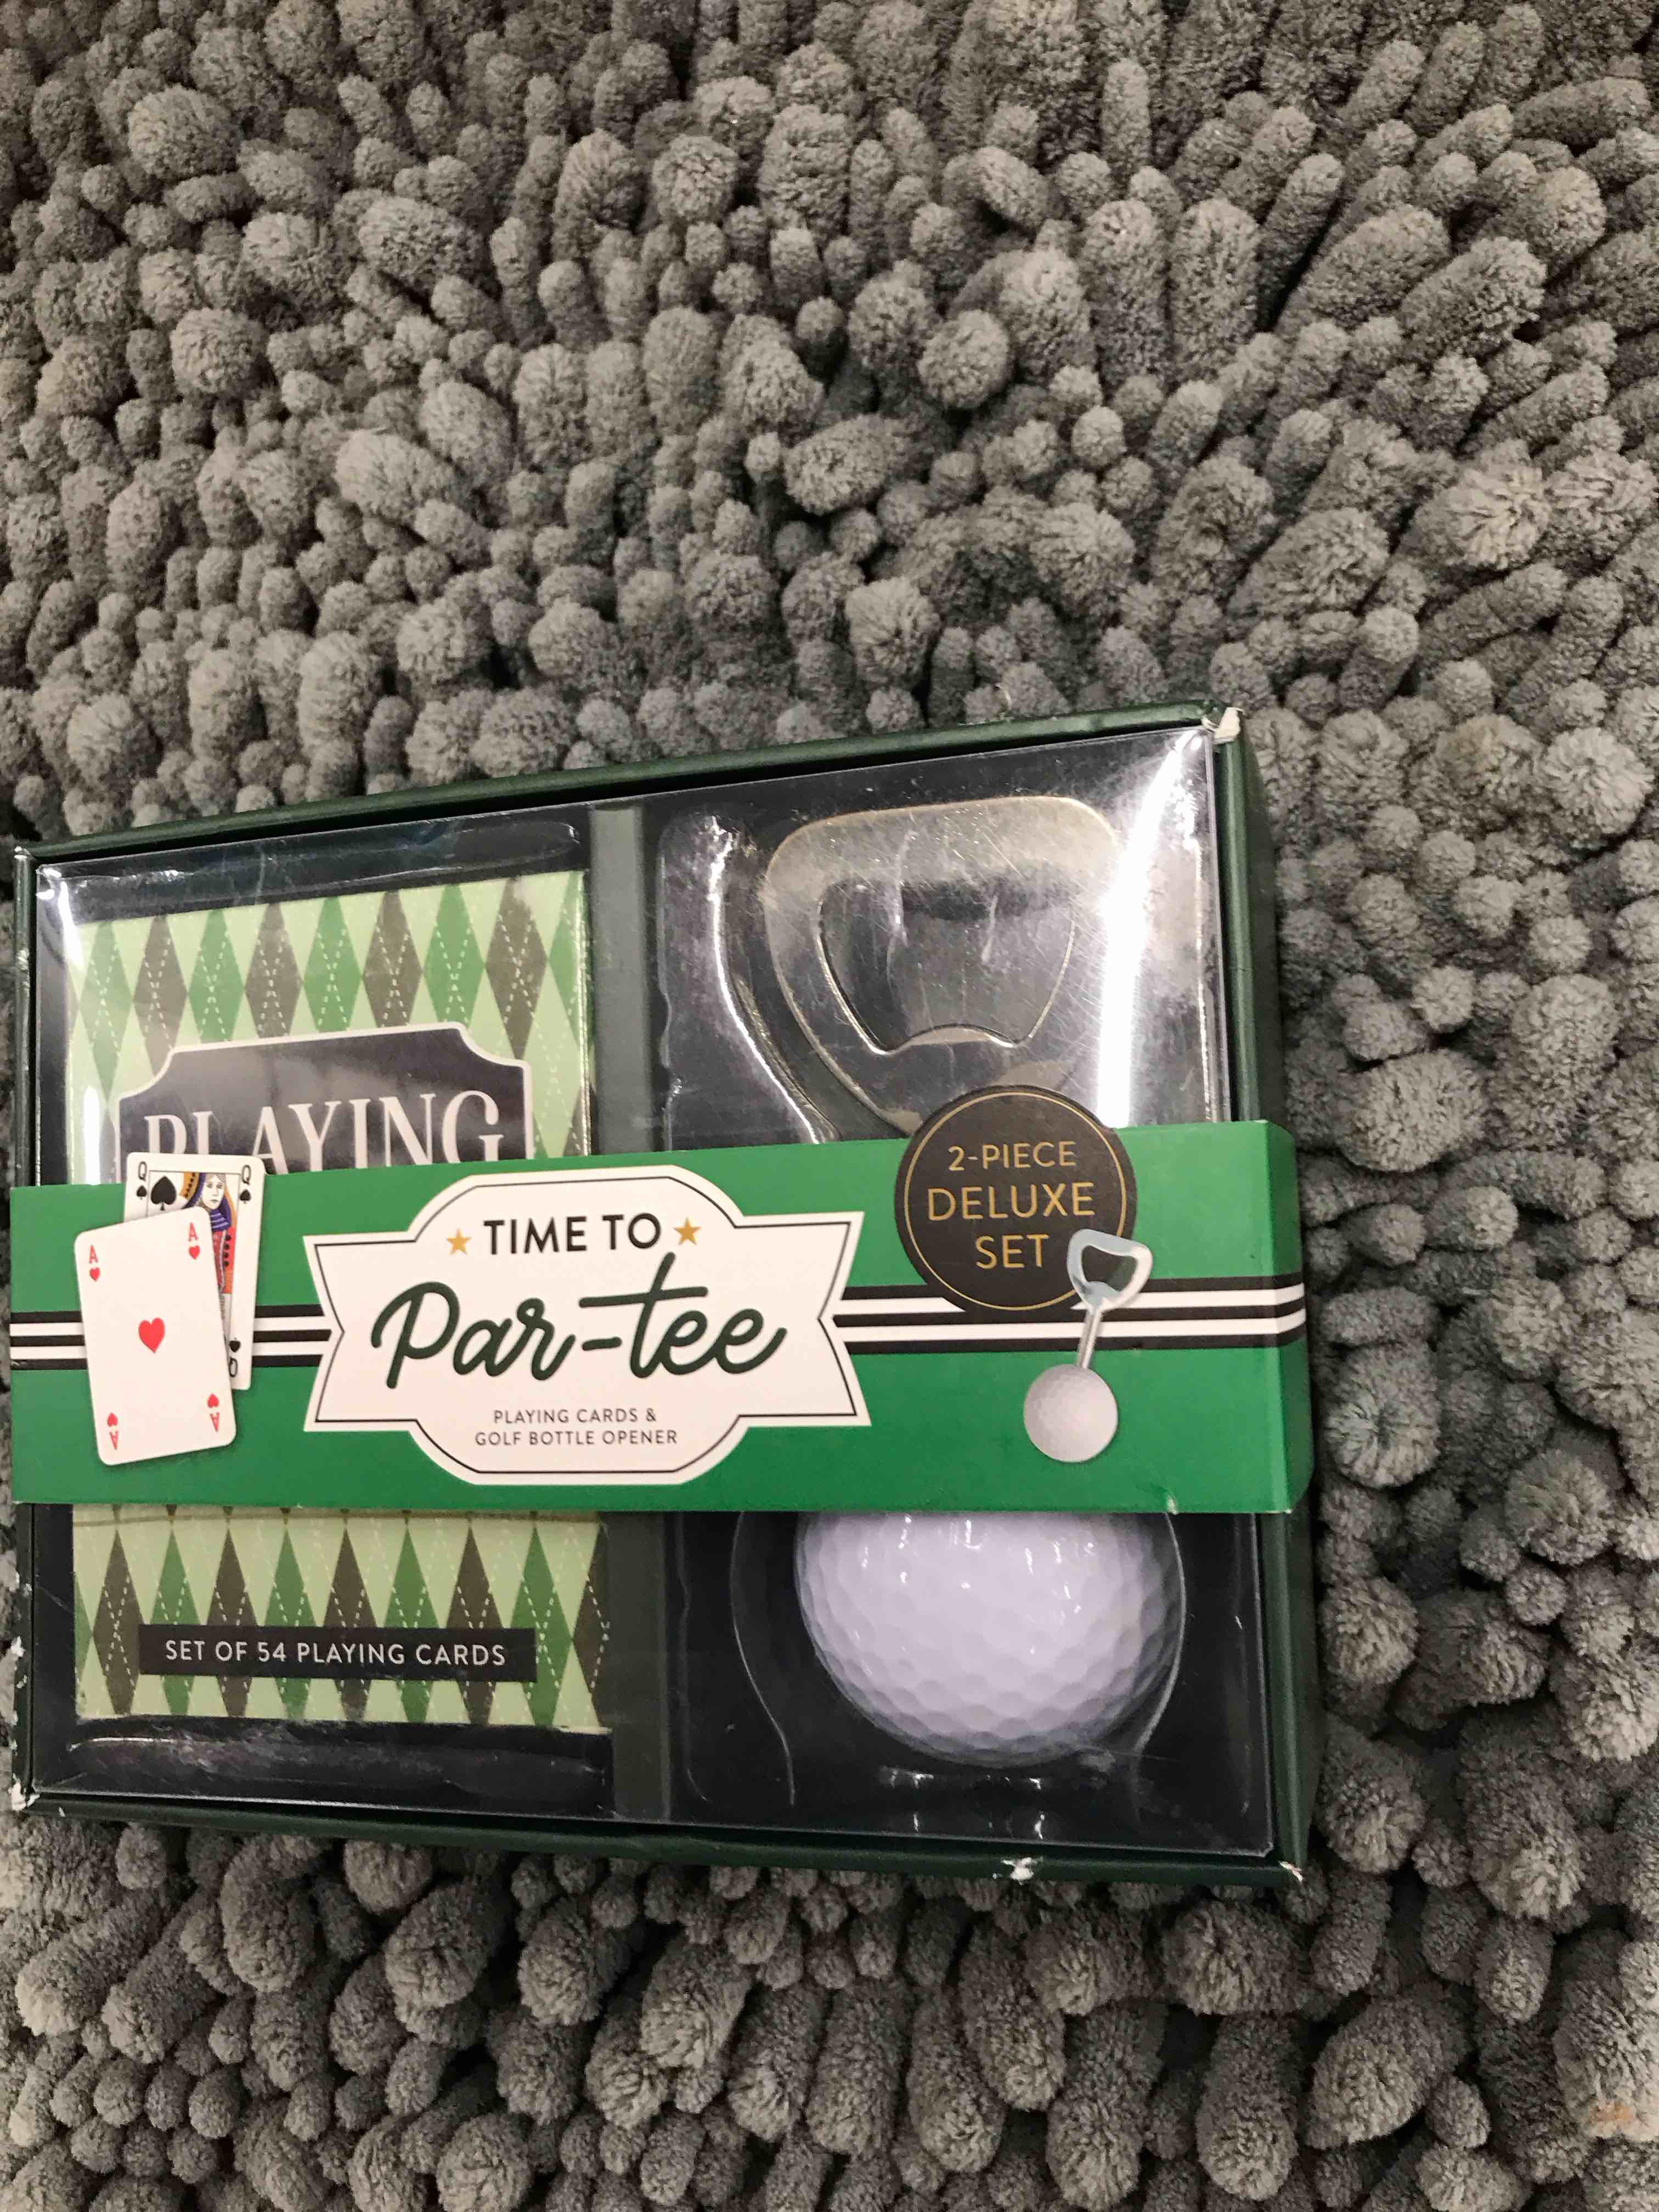 PLAYING
Q
Q
A
A
TIME TO
Par-tee
PLAYING CARDS &
GOLF BOTTLE OPENER
2-PIECE
DELUXE
SET
Q
A
A
SET OF 54 PLAYING CARDS